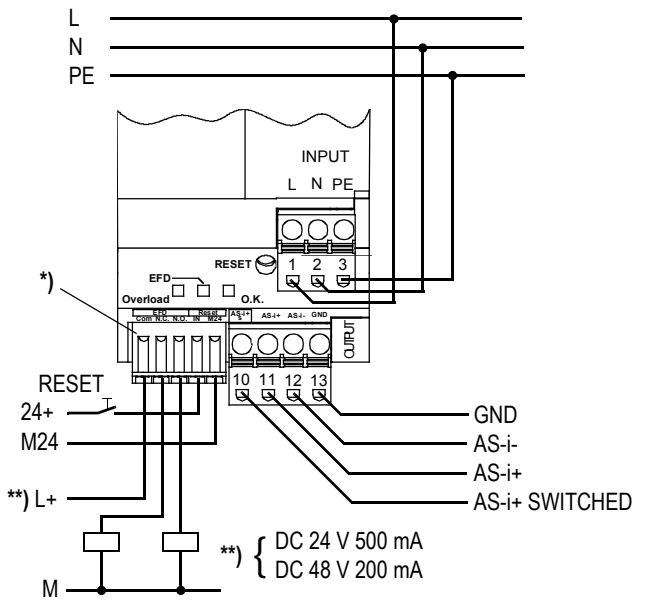 L
N
PE
INPUT
L N PE
RESET
1 2 3
EFD
Overload
O.K.
*)
EFD Reset
Com N.C. N.O. IN M24
AS-i+ S AS-i+ AS-i- GND
OUTPUT
10 11 12 13
RESET
24+
M24
**) L+
M
GND
AS-i-
AS-i+
AS-i+ SWITCHED
**) { DC 24 V 500 mA
DC 48 V 200 mA